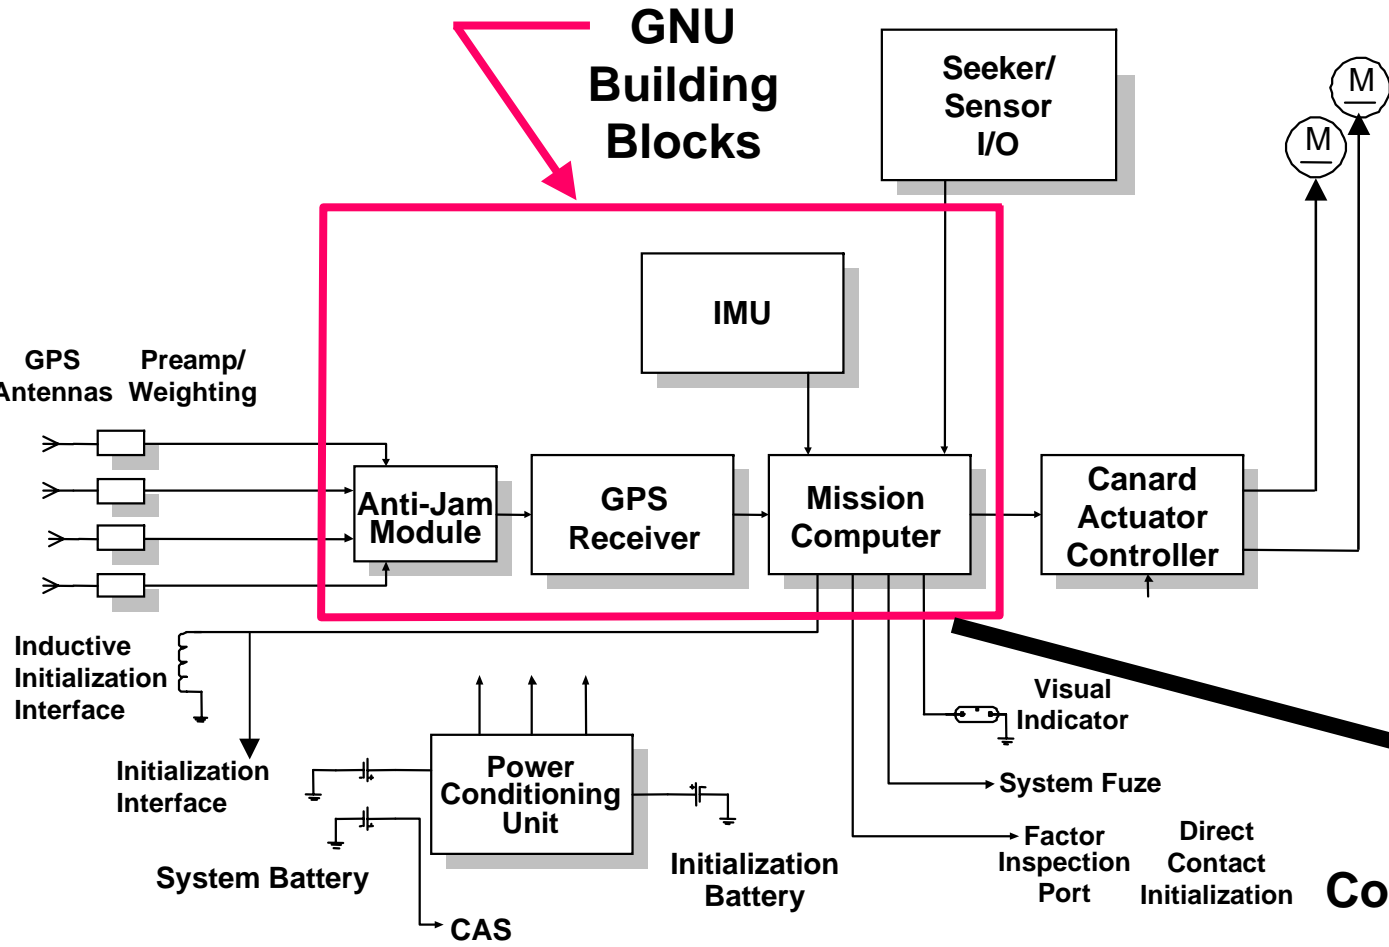 GNU
Building
Blocks
Seeker/
Sensor
I/O
M
M
IMU
GPS
Antennas
Preamp/
Weighting
Anti-Jam
Module
GPS
Receiver
Mission
Computer
Canard
Actuator
Controller
Inductive
Initialization
Interface
Initialization
Interface
Power
Conditioning
Unit
System Battery
CAS
Initialization
Battery
Visual
Indicator
System Fuze
Factor
Inspection
Port
Direct
Contact
Initialization
Co